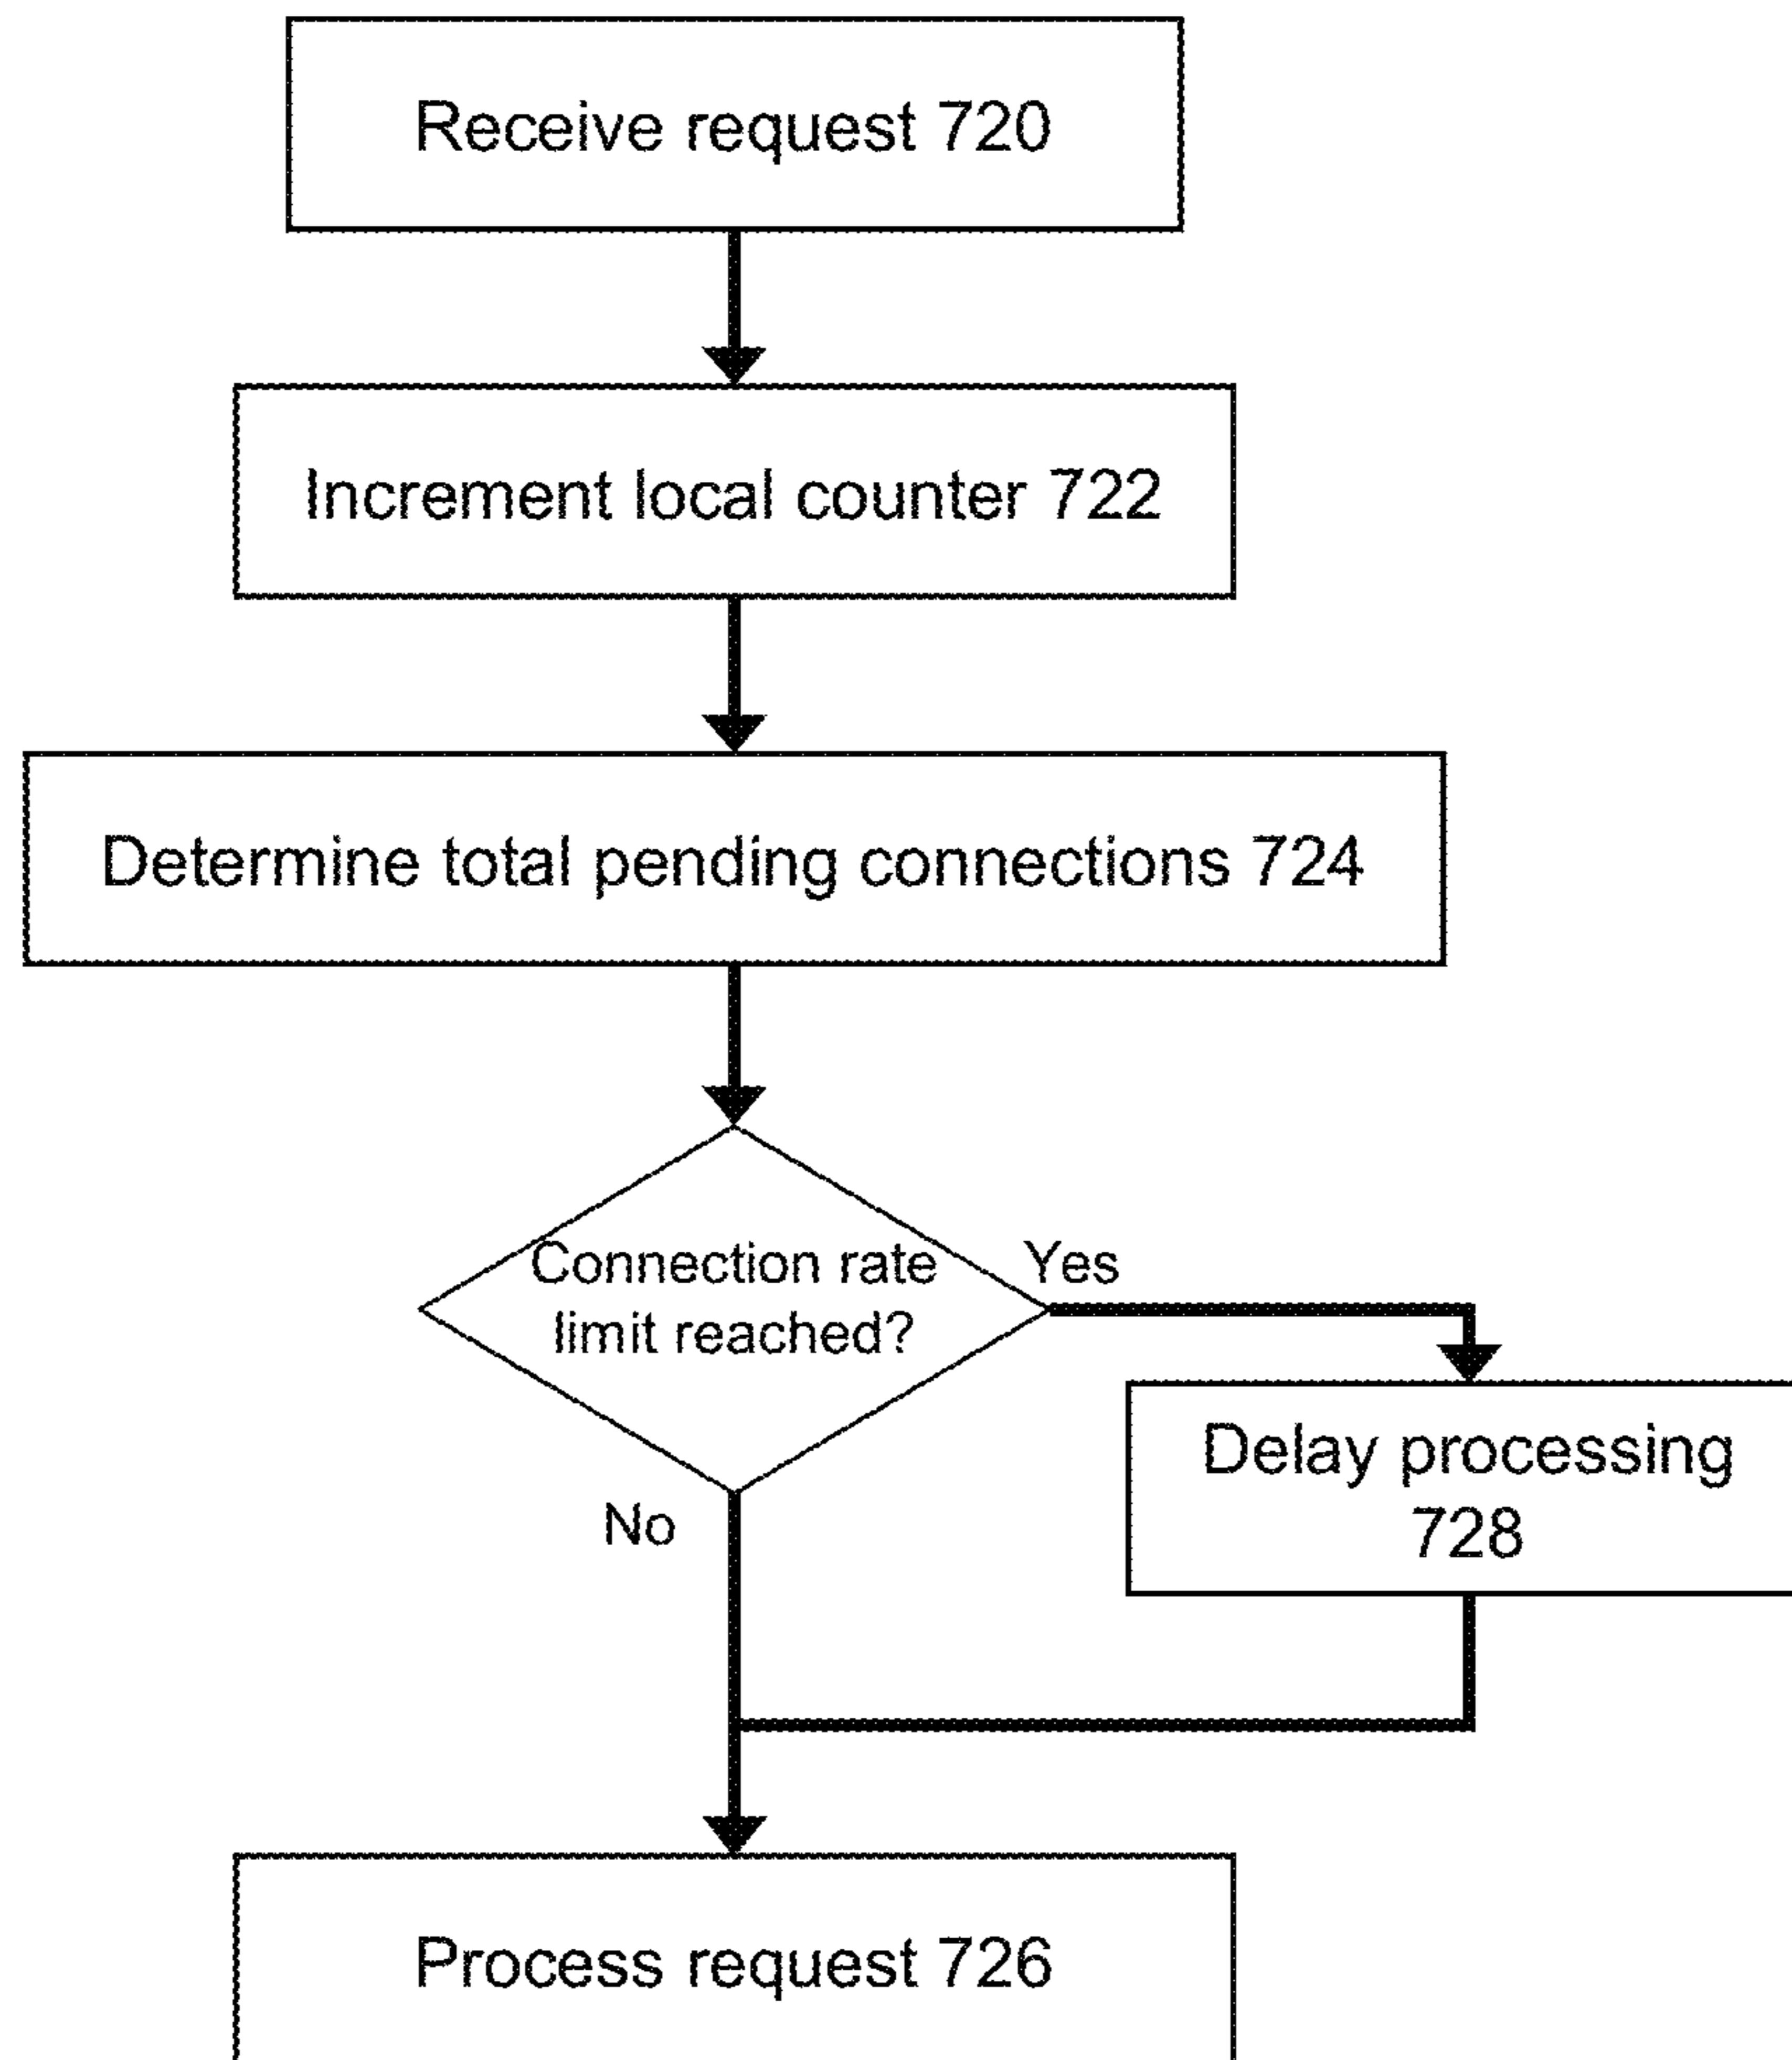 Receive request 720
Increment local counter 722
Determine total pending connections 724
Connection rate
limit reached?
Yes
Delay processing
728
No
Process request 726